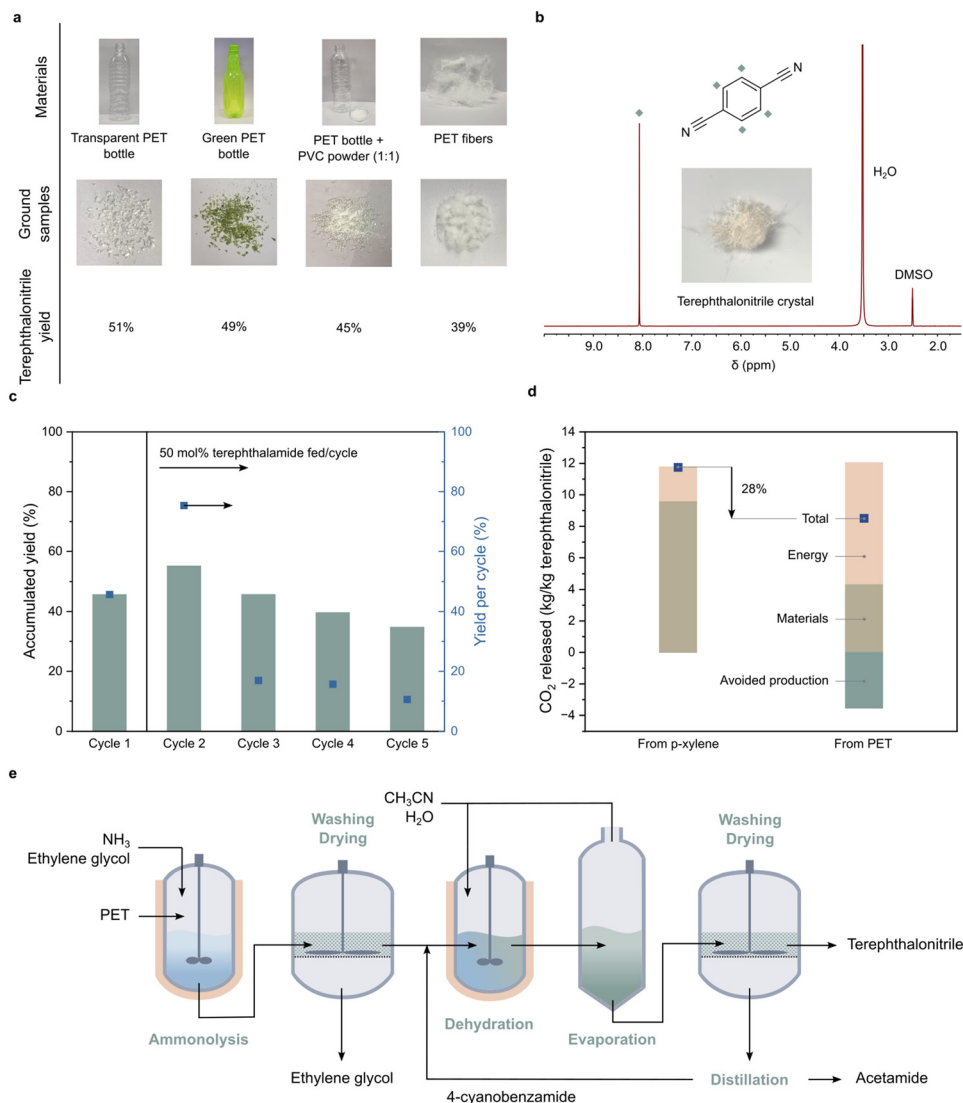 a
Materials
Transparent PET
bottle
Green PET
bottle
PET bottle +
PVC powder (1:1)
PET fibers
Ground
samples
Terephthalonitrile
yield
51%
49%
45%
39%
b
N
N
H₂O
DMSO
Terephthalonitrile crystal
9.0
8.0
7.0
6.0
5.0
4.0
3.0
2.0
δ (ppm)
c
Accumulated yield (%)
100
80
60
40
20
0
50 mol% terephthalamide fed/cycle
Cycle 1
Cycle 2
Cycle 3
Cycle 4
Cycle 5
100
80
60
40
20
0
Yield per cycle (%)
d
CO₂ released (kg/kg terephthalonitrile)
14
12
10
8
6
4
2
0
−2
−4
28%
Total
Energy
Materials
Avoided production
From p-xylene
From PET
e
NH₃
Ethylene glycol
PET
Ammonolysis
Washing
Drying
Ethylene glycol
CH₃CN
H₂O
Dehydration
Evaporation
Washing
Drying
Terephthalonitrile
Distillation
Acetamide
4-cyanobenzamide